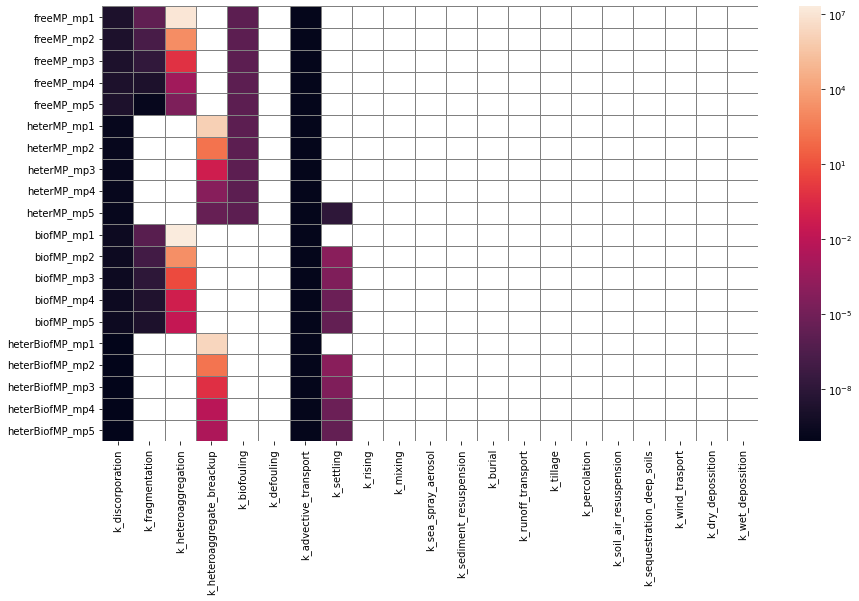 freeMP_mp1
freeMP_mp2
freeMP_mp3
freeMP_mp4
freeMP_mp5
heterMP_mp1
heterMP_mp2
heterMP_mp3
heterMP_mp4
heterMP_mp5
biofMP_mp1
biofMP_mp2
biofMP_mp3
biofMP_mp4
biofMP_mp5
heterBiofMP_mp1
heterBiofMP_mp2
heterBiofMP_mp3
heterBiofMP_mp4
heterBiofMP_mp5
k_discorporation
k_fragmentation
k_heteroaggregation
k_heteroaggregate_breackup
k_biofouling
k_defouling
k_advective_transport
k_settling
k_rising
k_mixing
k_sea_spray_aerosol
k_sediment_resuspension
k_burial
k_runoff_transport
k_tillage
k_percolation
k_soil_air_resuspension
k_sequestration_deep_soils
k_wind_trasport
k_dry_depossition
k_wet_depossition
10⁷
10⁴
10¹
10⁻²
10⁻⁵
10⁻⁸